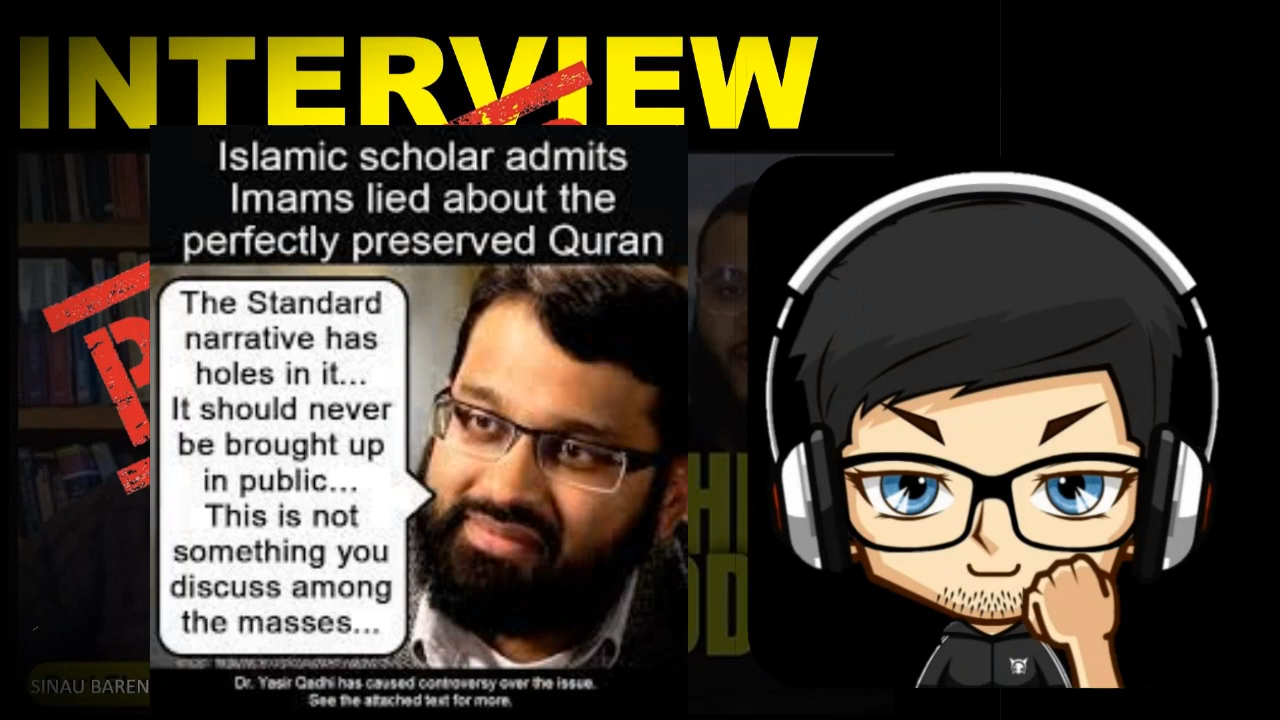 INTERVIEW
Islamic scholar admits
Imams lied about the
perfectly preserved Quran
The Standard
narrative has
holes in it...
It should never
be brought up
in public...
This is not
something you
discuss among
the masses...
Dr. Yasir Qadhi has caused controversy over the issue.
See the attached text for more.
SINAU BAREN